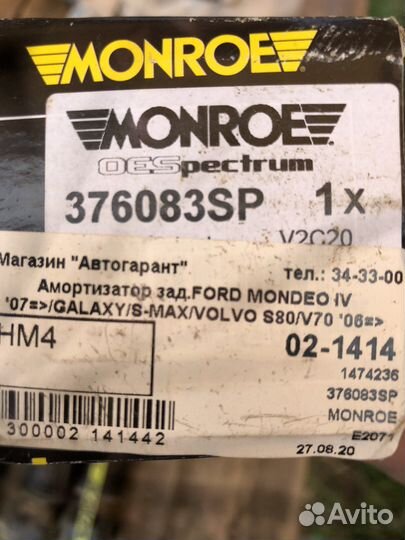 MONROE
MONROE
OESpectrum
376083SP 1x
V2C20
Магазин "Автогарант" тел.: 34-33-00
Амортизатор зад.FORD MONDEO IV
'07=>/GALAXY/S-MAX/VOLVO S80/V70 '06=>
HM4
02-1414
1474236
376083SP
MONROE
E2071
300002 141442
27.08.20
Avito